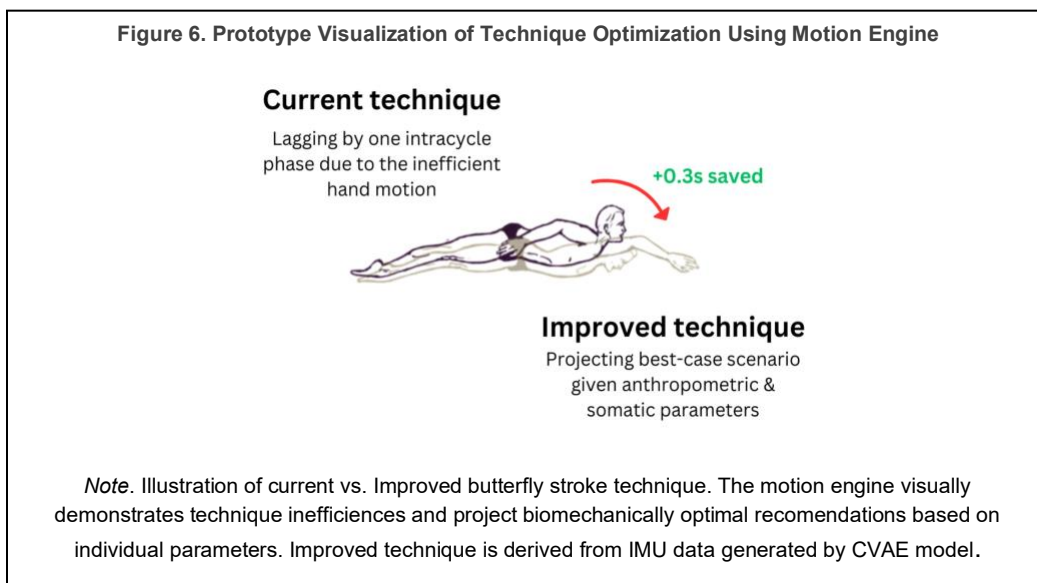 Figure 6. Prototype Visualization of Technique Optimization Using Motion Engine
Current technique
Lagging by one intracycle
phase due to the inefficient
hand motion
+0.3s saved
Improved technique
Projecting best-case scenario
given anthropometric &
somatic parameters
Note. Illustration of current vs. Improved butterfly stroke technique. The motion engine visually
demonstrates technique inefficiences and project biomechanically optimal recomendations based on
individual parameters. Improved technique is derived from IMU data generated by CVAE model.